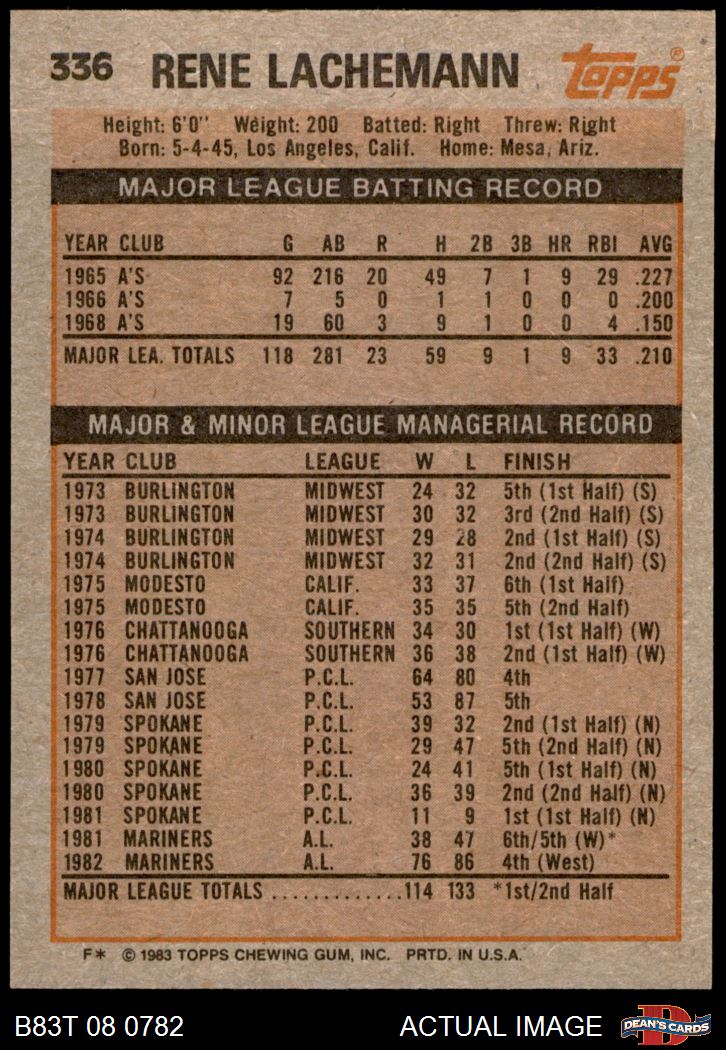 336 RENE LACHEMANN topps®
Height: 6'0" Weight: 200 Batted: Right Threw: Right
Born: 5-4-45, Los Angeles, Calif. Home: Mesa, Ariz.
MAJOR LEAGUE BATTING RECORD
YEAR CLUB G AB R H 2B 3B HR RBI AVG
1965 A'S 92 216 20 49 7 1 9 29 .227
1966 A'S 7 5 0 1 1 0 0 0 .200
1968 A'S 19 60 3 9 1 0 0 4 .150
MAJOR LEA. TOTALS 118 281 23 59 9 1 9 33 .210
MAJOR & MINOR LEAGUE MANAGERIAL RECORD
YEAR CLUB LEAGUE W L FINISH
1973 BURLINGTON MIDWEST 24 32 5th (1st Half) (S)
1973 BURLINGTON MIDWEST 30 32 3rd (2nd Half) (S)
1974 BURLINGTON MIDWEST 29 28 2nd (1st Half) (S)
1974 BURLINGTON MIDWEST 32 31 2nd (2nd Half) (S)
1975 MODESTO CALIF. 33 37 6th (1st Half)
1975 MODESTO CALIF. 35 35 5th (2nd Half)
1976 CHATTANOOGA SOUTHERN 34 30 1st (1st Half) (W)
1976 CHATTANOOGA SOUTHERN 36 38 2nd (1st Half) (W)
1977 SAN JOSE P.C.L. 64 80 4th
1978 SAN JOSE P.C.L. 53 87 5th
1979 SPOKANE P.C.L. 39 32 2nd (1st Half) (N)
1979 SPOKANE P.C.L. 29 47 5th (2nd Half) (N)
1980 SPOKANE P.C.L. 24 41 5th (1st Half) (N)
1980 SPOKANE P.C.L. 36 39 2nd (2nd Half) (N)
1981 SPOKANE P.C.L. 11 9 1st (1st Half) (N)
1981 MARINERS A.L. 38 47 6th/5th (W)*
1982 MARINERS A.L. 76 86 4th (West)
MAJOR LEAGUE TOTALS ............114 133 *1st/2nd Half
F* © 1983 TOPPS CHEWING GUM, INC. PRTD. IN U.S.A.
B83T 08 0782 ACTUAL IMAGE D DEAN'S CARDS